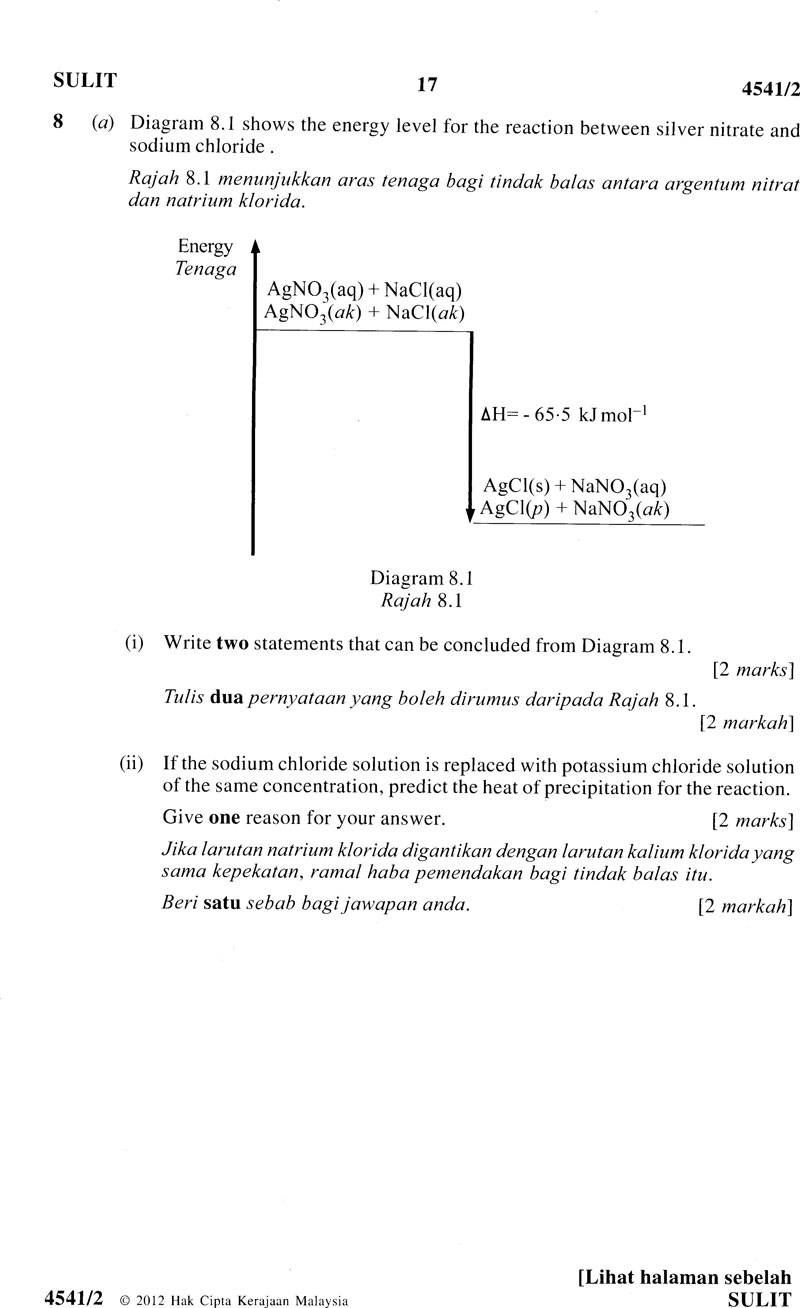 SULIT 17 4541/2
8 (a) Diagram 8.1 shows the energy level for the reaction between silver nitrate and
sodium chloride .
Rajah 8.1 menunjukkan aras tenaga bagi tindak balas antara argentum nitrat
dan natrium klorida.
Energy
Tenaga
AgNO₃(aq) + NaCl(aq)
AgNO₃(ak) + NaCl(ak)
ΔH= - 65·5 kJ mol⁻¹
AgCl(s) + NaNO₃(aq)
AgCl(p) + NaNO₃(ak)
Diagram 8.1
Rajah 8.1
(i) Write two statements that can be concluded from Diagram 8.1.
[2 marks]
Tulis dua pernyataan yang boleh dirumus daripada Rajah 8.1.
[2 markah]
(ii) If the sodium chloride solution is replaced with potassium chloride solution
of the same concentration, predict the heat of precipitation for the reaction.
Give one reason for your answer. [2 marks]
Jika larutan natrium klorida digantikan dengan larutan kalium klorida yang
sama kepekatan, ramal haba pemendakan bagi tindak balas itu.
Beri satu sebab bagi jawapan anda. [2 markah]
[Lihat halaman sebelah
4541/2 © 2012 Hak Cipta Kerajaan Malaysia SULIT